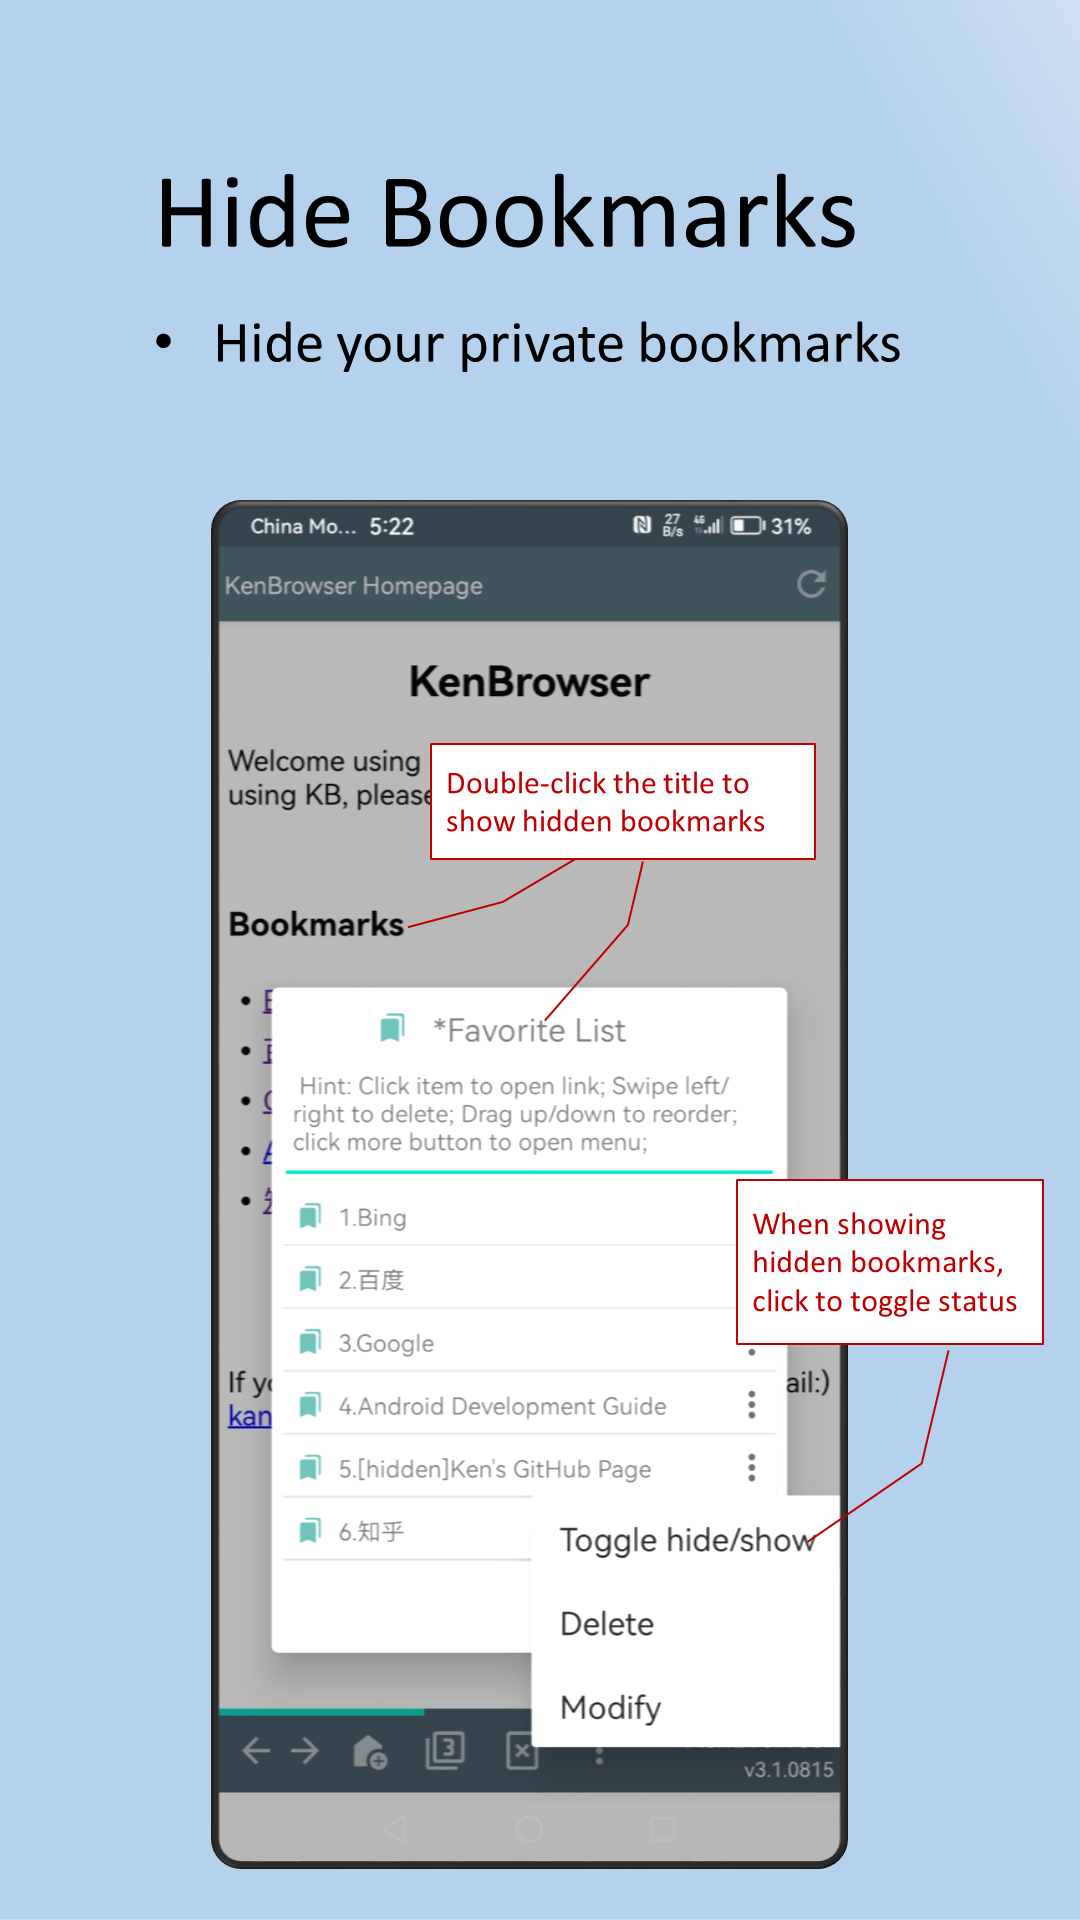 Hide Bookmarks
• Hide your private bookmarks
China Mo... 5:22 27 B/s 4G 31%
KenBrowser Homepage
KenBrowser
Welcome using
using KB, please
Double-click the title to
show hidden bookmarks
Bookmarks
*Favorite List
Hint: Click item to open link; Swipe left/
right to delete; Drag up/down to reorder;
click more button to open menu;
1.Bing
2.百度
3.Google
4.Android Development Guide
5.[hidden]Ken's GitHub Page
6.知乎
When showing
hidden bookmarks,
click to toggle status
If yo
ail:)
kan
Toggle hide/show
Delete
Modify
3
v3.1.0815